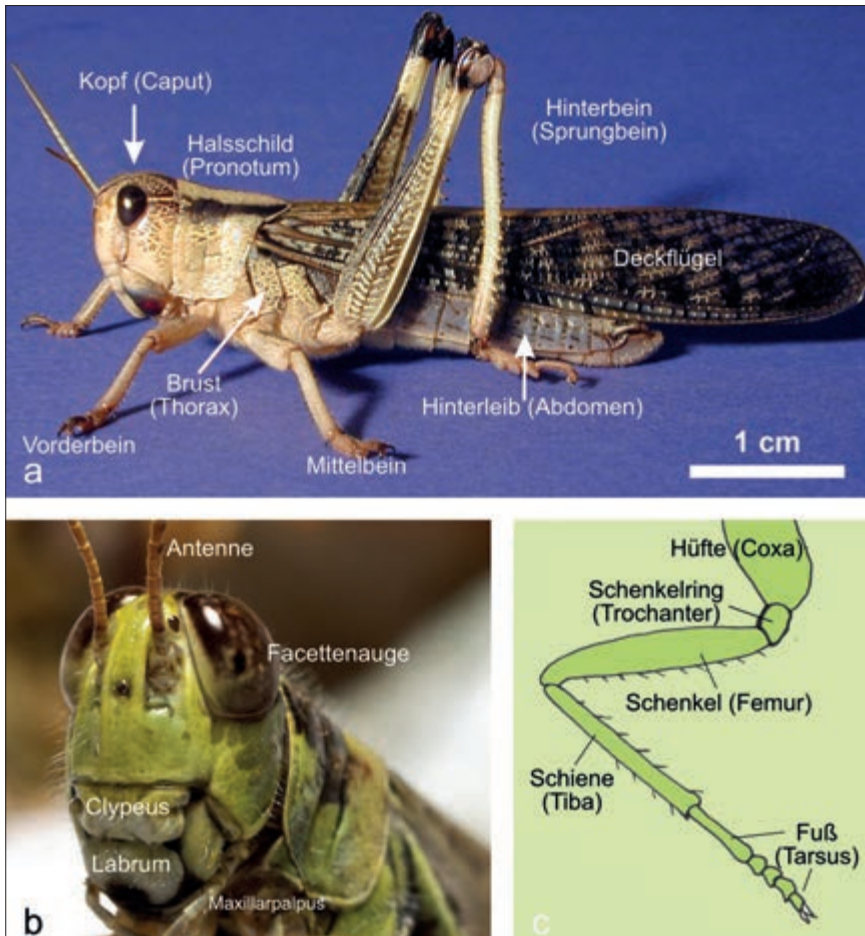 Kopf (Caput)
Halsschild
(Pronotum)
Hinterbein
(Sprungbein)
Deckflügel
Brust
(Thorax)
Hinterleib (Abdomen)
Vorderbein
Mittelbein
1 cm
a
Antenne
Facettenauge
Clypeus
Labrum
Maxillarpalpus
b
Hüfte (Coxa)
Schenkelring
(Trochanter)
Schenkel (Femur)
Schiene
(Tiba)
Fuß
(Tarsus)
c